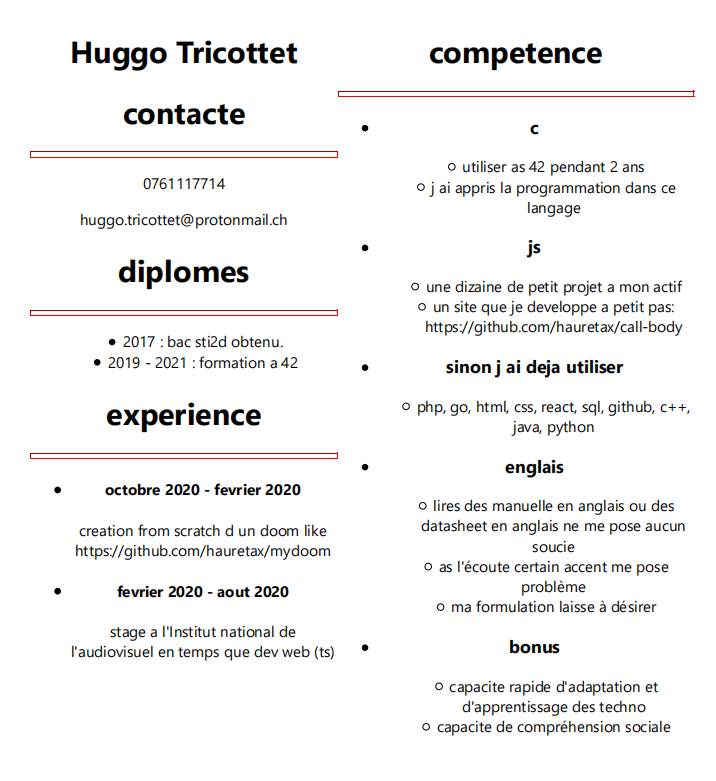 Huggo Tricottet
contacte
0761117714
huggo.tricottet@protonmail.ch
diplomes
2017 : bac sti2d obtenu.
2019 - 2021 : formation a 42
experience
octobre 2020 - fevrier 2020
creation from scratch d un doom like
https://github.com/hauretax/mydoom
fevrier 2020 - aout 2020
stage a l'Institut national de
l'audiovisuel en temps que dev web (ts)
competence
c
utiliser as 42 pendant 2 ans
j ai appris la programmation dans ce
langage
js
une dizaine de petit projet a mon actif
un site que je developpe a petit pas:
https://github.com/hauretax/call-body
sinon j ai deja utiliser
php, go, html, css, react, sql, github, c++,
java, python
englais
lires des manuelle en anglais ou des
datasheet en anglais ne me pose aucun
soucie
as l'écoute certain accent me pose
problème
ma formulation laisse à désirer
bonus
capacite rapide d'adaptation et
d'apprentissage des techno
capacite de compréhension sociale